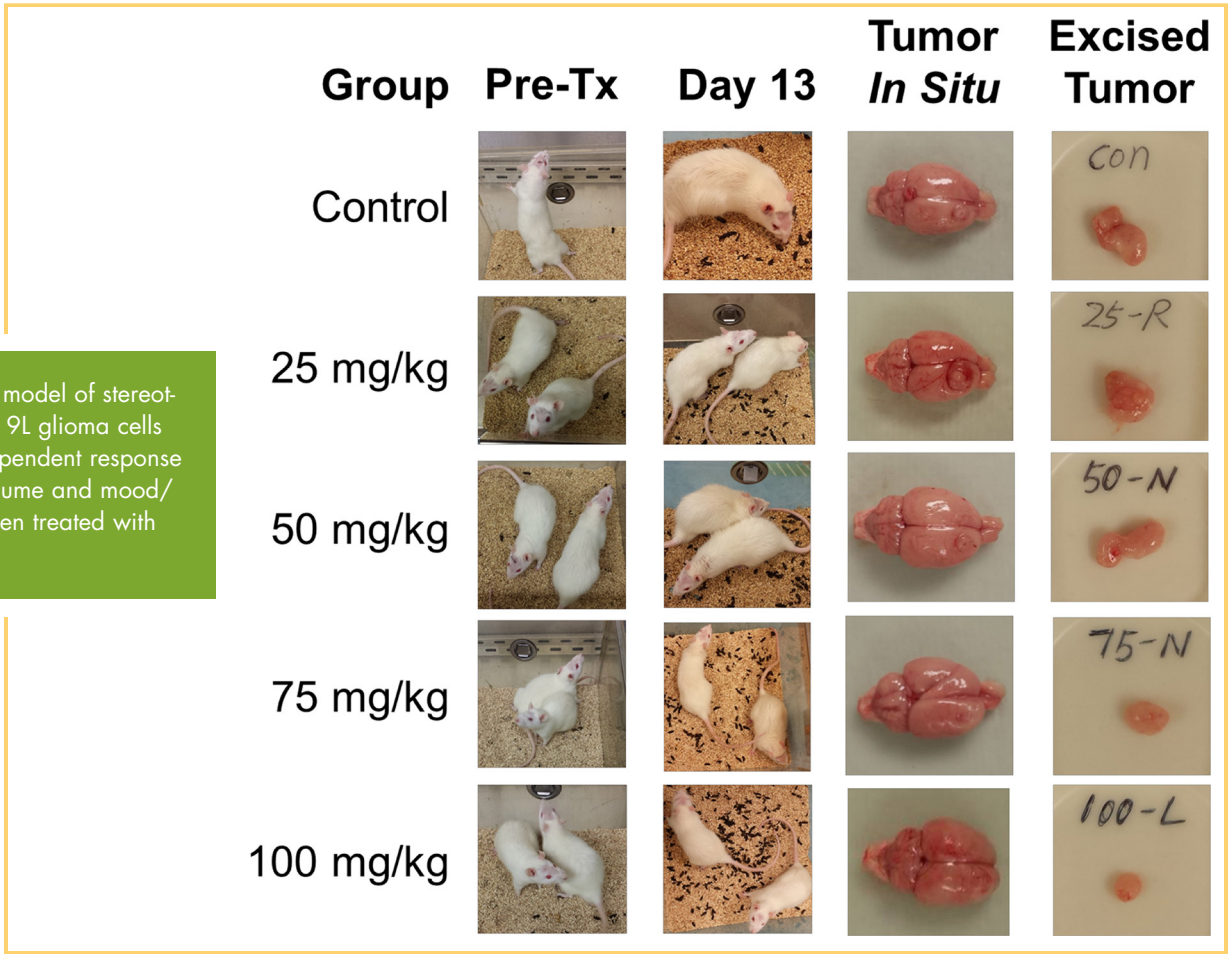 Tumor Excised
Group Pre-Tx Day 13 In Situ Tumor
Control
con
25 mg/kg
25-R
model of stereot-
9L glioma cells
pendent response
ume and mood/
en treated with
50 mg/kg
50-N
75 mg/kg
75-N
100 mg/kg
100-L